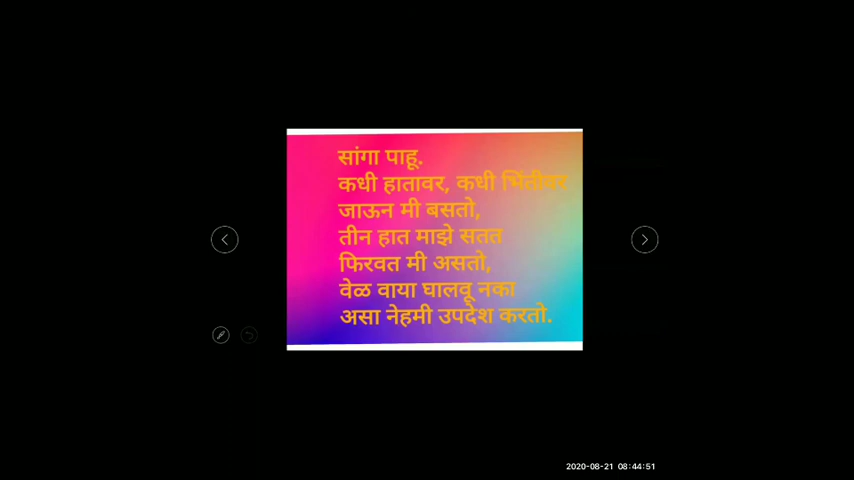 सांगा पाहू.
कधी हातावर, कधी भिंतीवर
जाऊन मी बसतो,
तीन हात माझे सतत
फिरवत मी असतो,
वेळ वाया घालवू नका
असा नेहमी उपदेश करतो.
2020-08-21 08:44:51